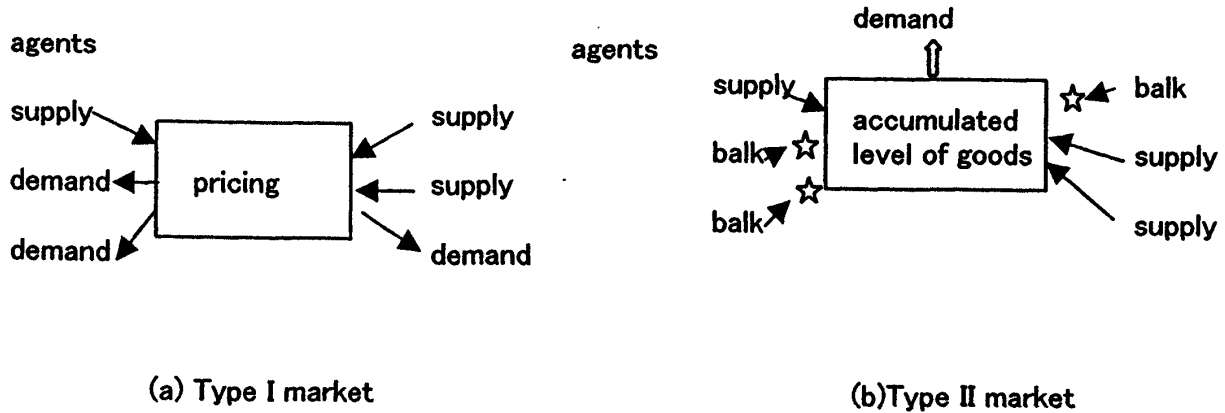 agents
supply
demand
demand
pricing
supply
supply
demand
(a) Type I market
agents
demand
supply
balk
balk
accumulated
level of goods
balk
supply
supply
(b)Type II market